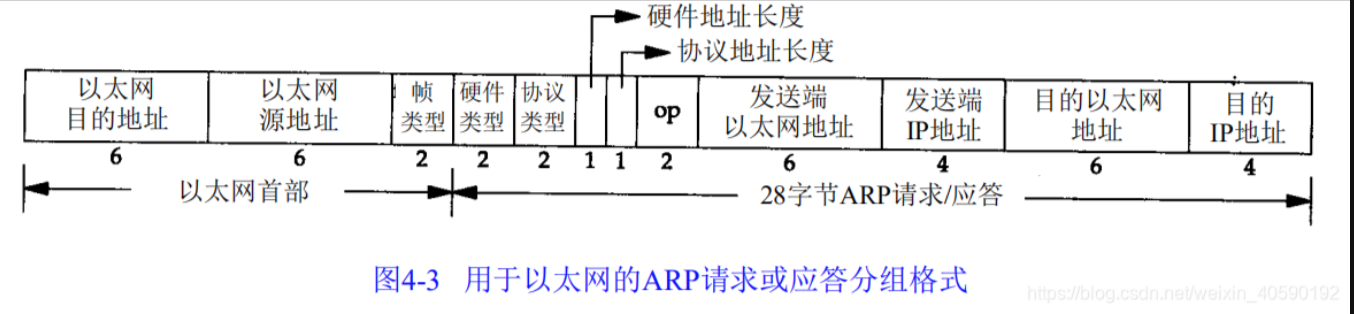 硬件地址长度
协议地址长度
以太网
目的地址
以太网
源地址
帧
类型
硬件
类型
协议
类型
op
发送端
以太网地址
发送端
IP地址
目的以太网
地址
目的
IP地址
6 6 2 2 2 1 1 2 6 4 6 4
以太网首部
28字节ARP请求/应答
图4-3 用于以太网的ARP请求或应答分组格式
https://blog.csdn.net/weixin_40590192